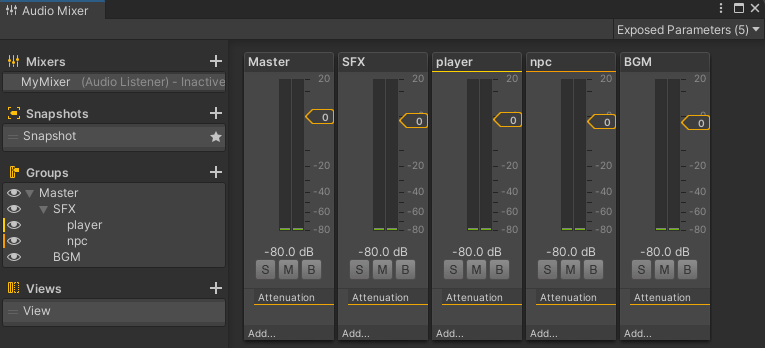 Audio Mixer
Exposed Parameters (5)
Mixers
MyMixer (Audio Listener) - Inactive
Snapshots
Snapshot
Groups
Master
SFX
player
npc
BGM
Views
View
Master SFX player npc BGM
20 20 20 20 20
0 0 0 0 0
-20 -20 -20 -20 -20
-40 -40 -40 -40 -40
-60 -60 -60 -60 -60
-80 -80 -80 -80 -80
-80.0 dB -80.0 dB -80.0 dB -80.0 dB -80.0 dB
S M B S M B S M B S M B S M B
Attenuation Attenuation Attenuation Attenuation Attenuation
Add... Add... Add... Add... Add...